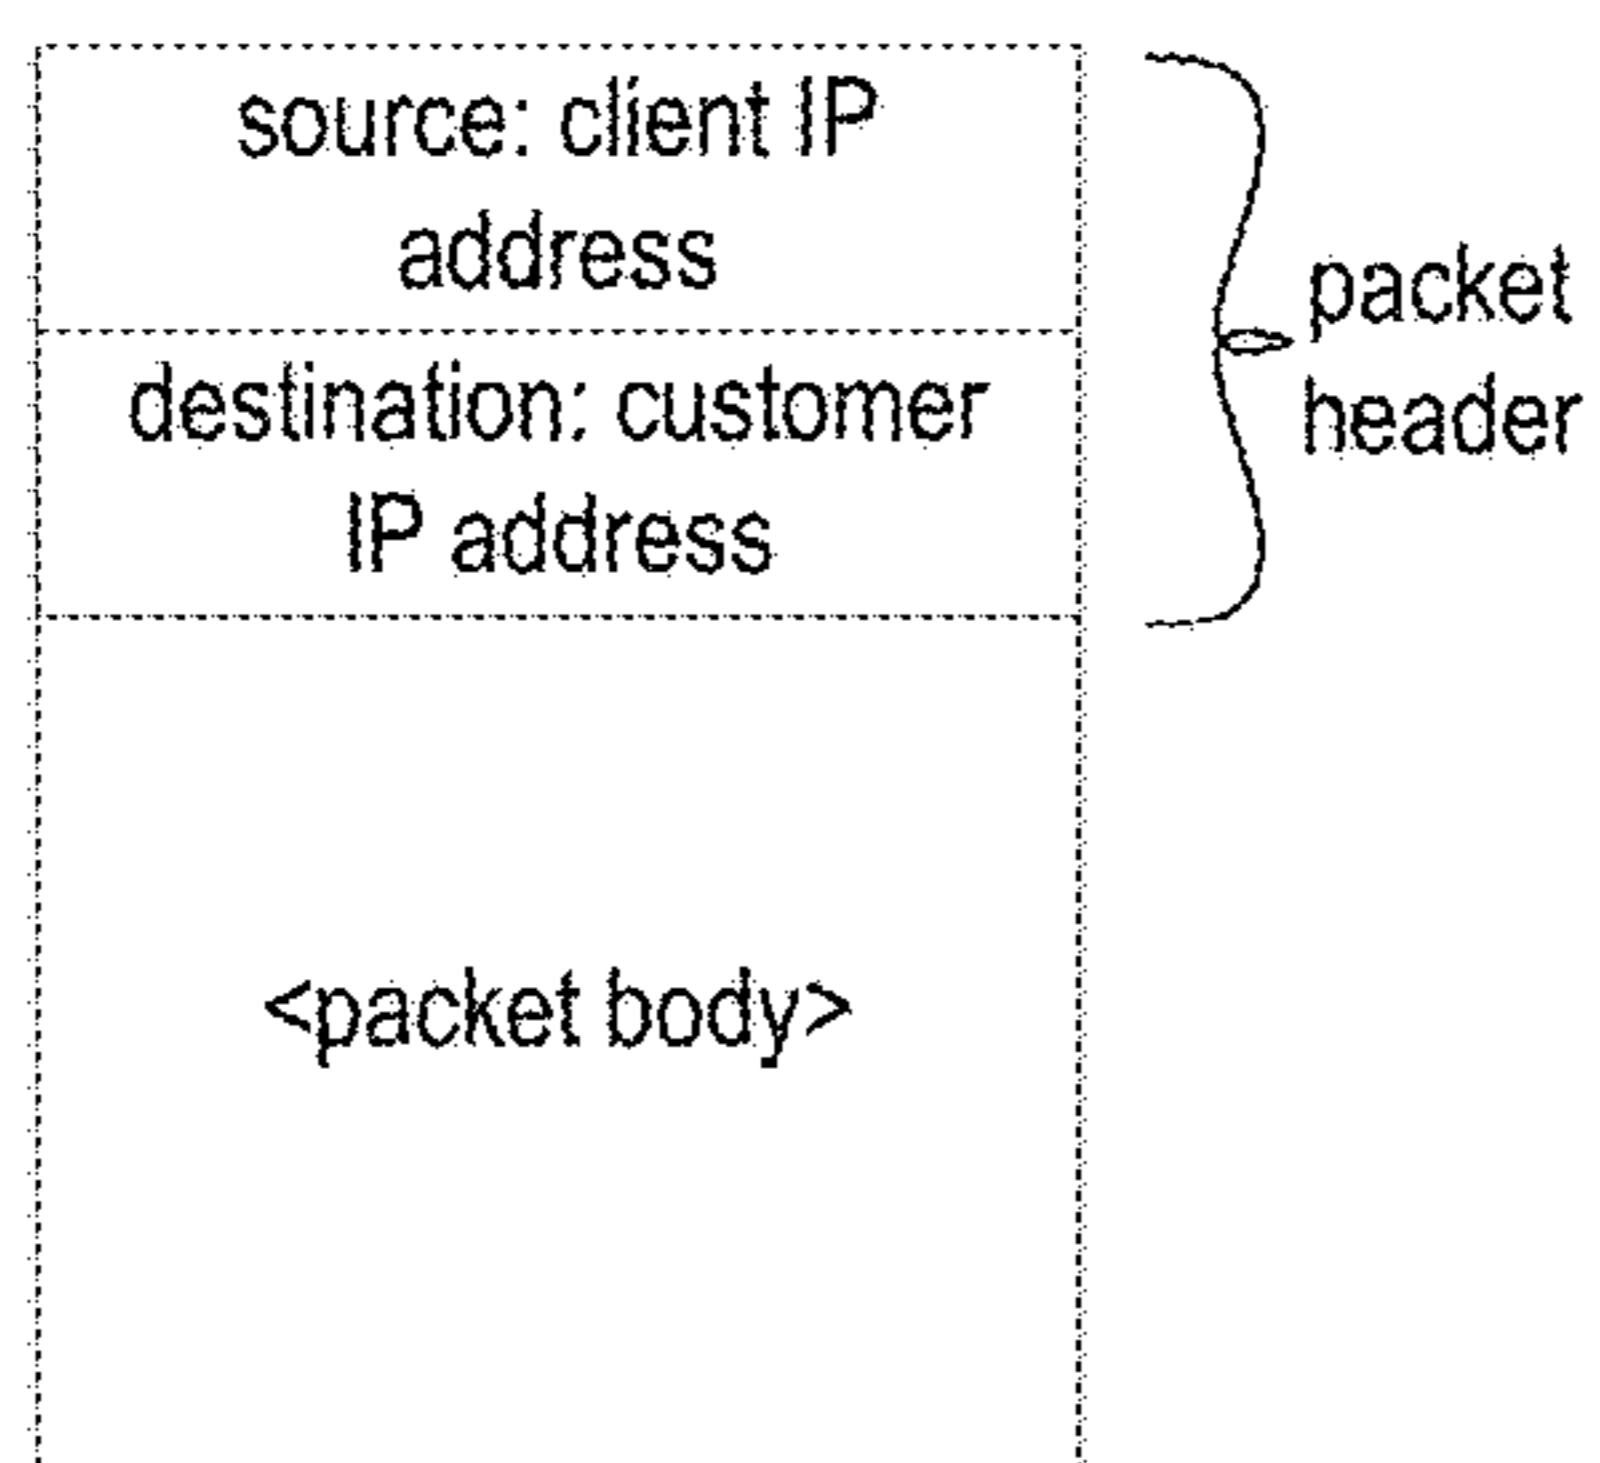 source: client IP
address
destination: customer
IP address
packet
header
<packet body>